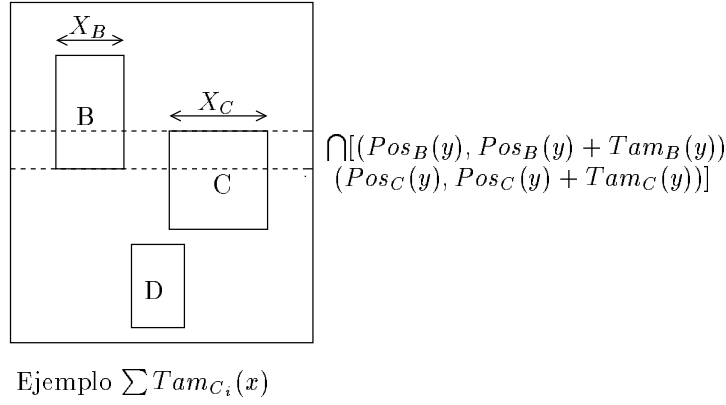 X_B
B
X_C
⋂[(Pos_B(y), Pos_B(y) + Tam_B(y))
(Pos_C(y), Pos_C(y) + Tam_C(y))]
C
D
Ejemplo ∑ Tam_{C_i}(x)